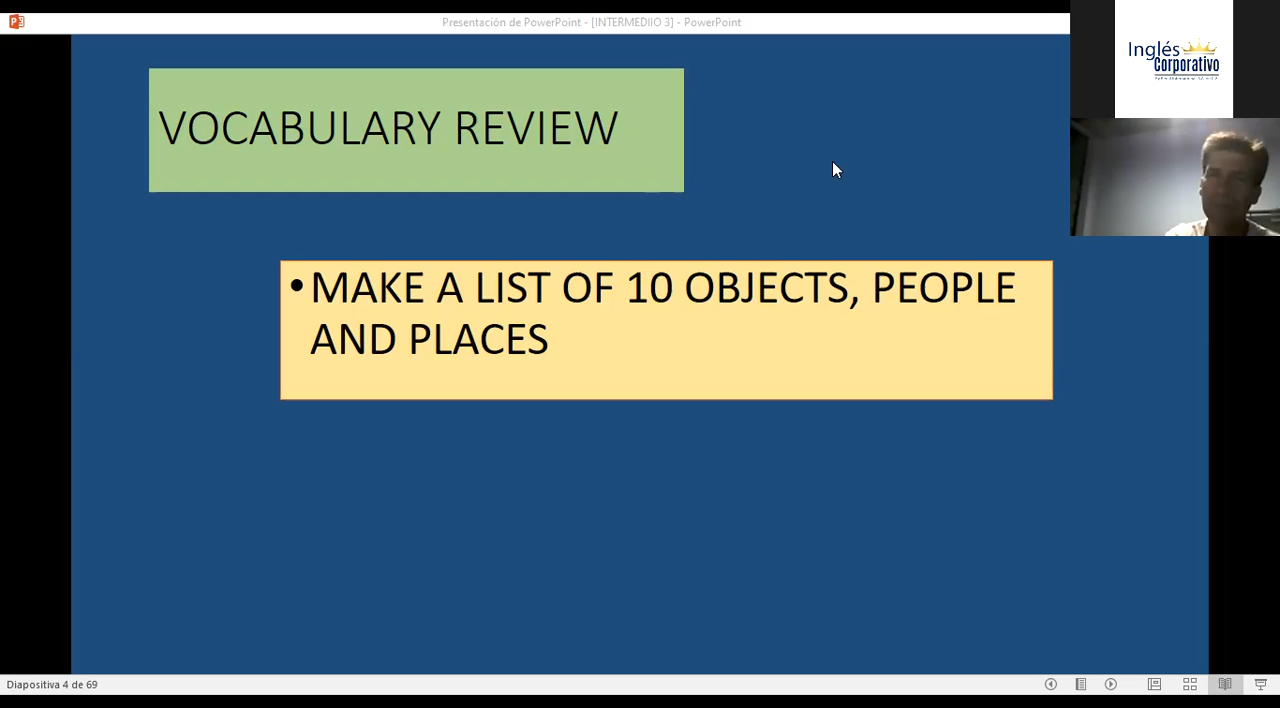 Presentación de PowerPoint - [INTERMEDIIO 3] - PowerPoint
Inglés
Corporativo
VOCABULARY REVIEW
•MAKE A LIST OF 10 OBJECTS, PEOPLE
AND PLACES
Diapositiva 4 de 69